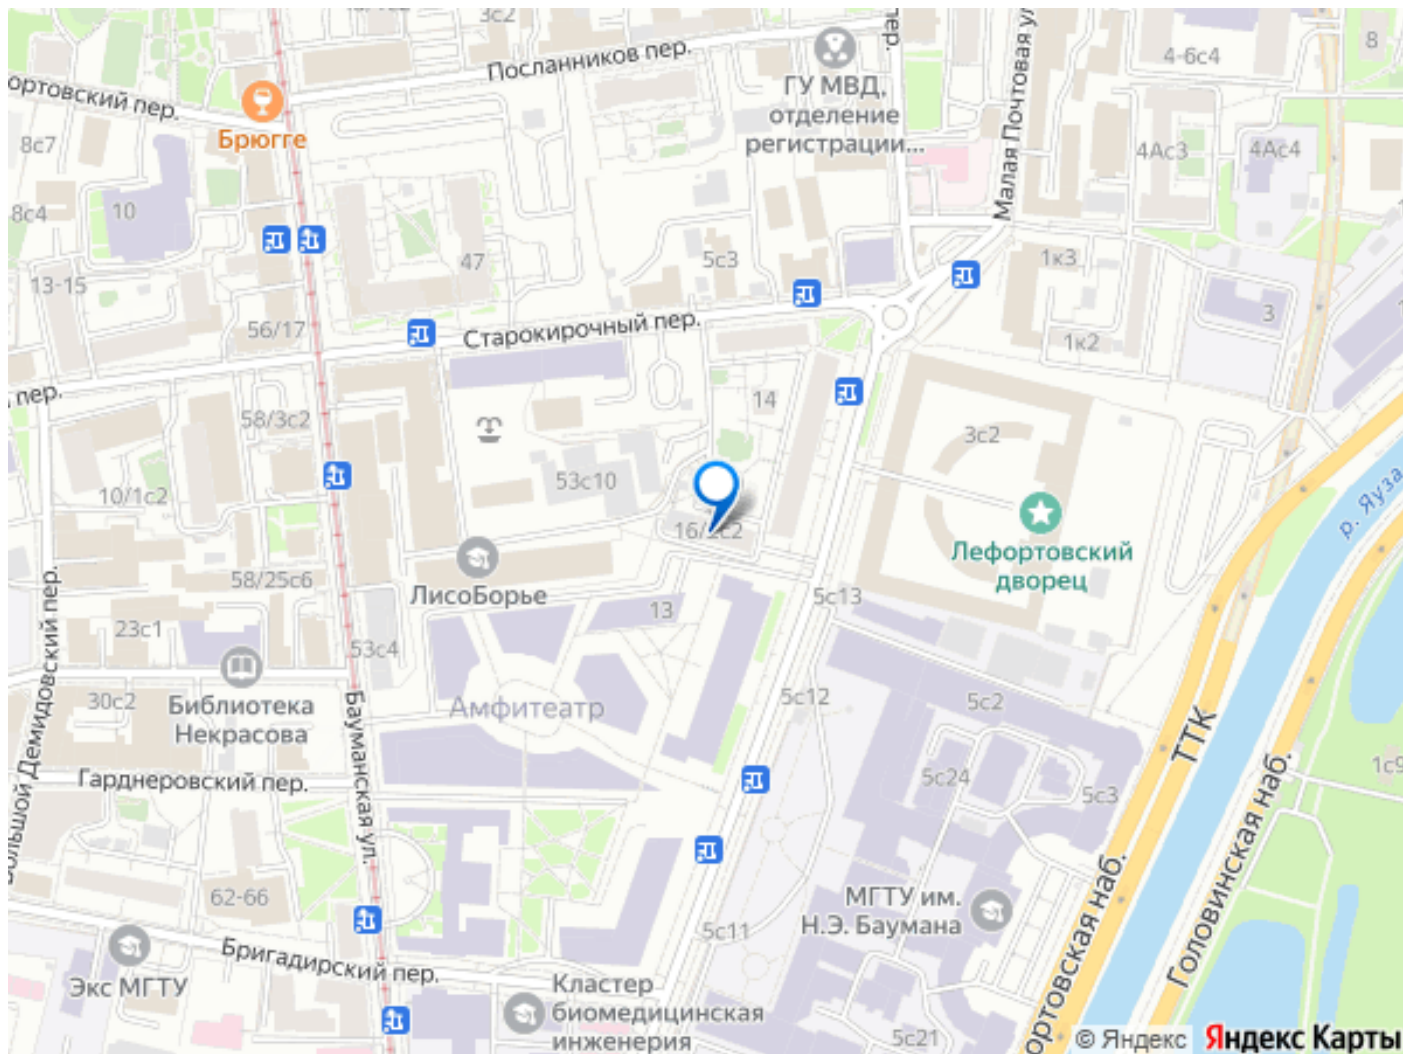 3с2
Посланников пер.
пер.
Малая Почтовая ул.
4-6с4
8
ортовский пер.
Брюгге
ГУ МВД,
отделение
регистрации...
8с7
4Ас3
4Ас4
8с4
10
47
5с3
1к3
13-15
3
56/17
Старокирочный пер.
1к2
пер.
58/3с2
14
3с2
10/1с2
53с10
р. Яуза
16/2с2
Лефортовский
дворец
58/25с6
ЛисоБорье
13
5с13
23с1
53с4
Библиотека
Некрасова
30с2
Амфитеатр
5с12
5с2
Большой Демидовский пер.
Бауманская ул.
Гарднеровский пер.
5с24
5с3
ТТК
1с9
62-66
МГТУ им.
Н.Э. Баумана
5с11
Головинская наб.
ортовская наб.
Бригадирский пер.
Экс МГТУ
Кластер
биомедицинская
инженерия
5с21
© Яндекс Яндекс Карты